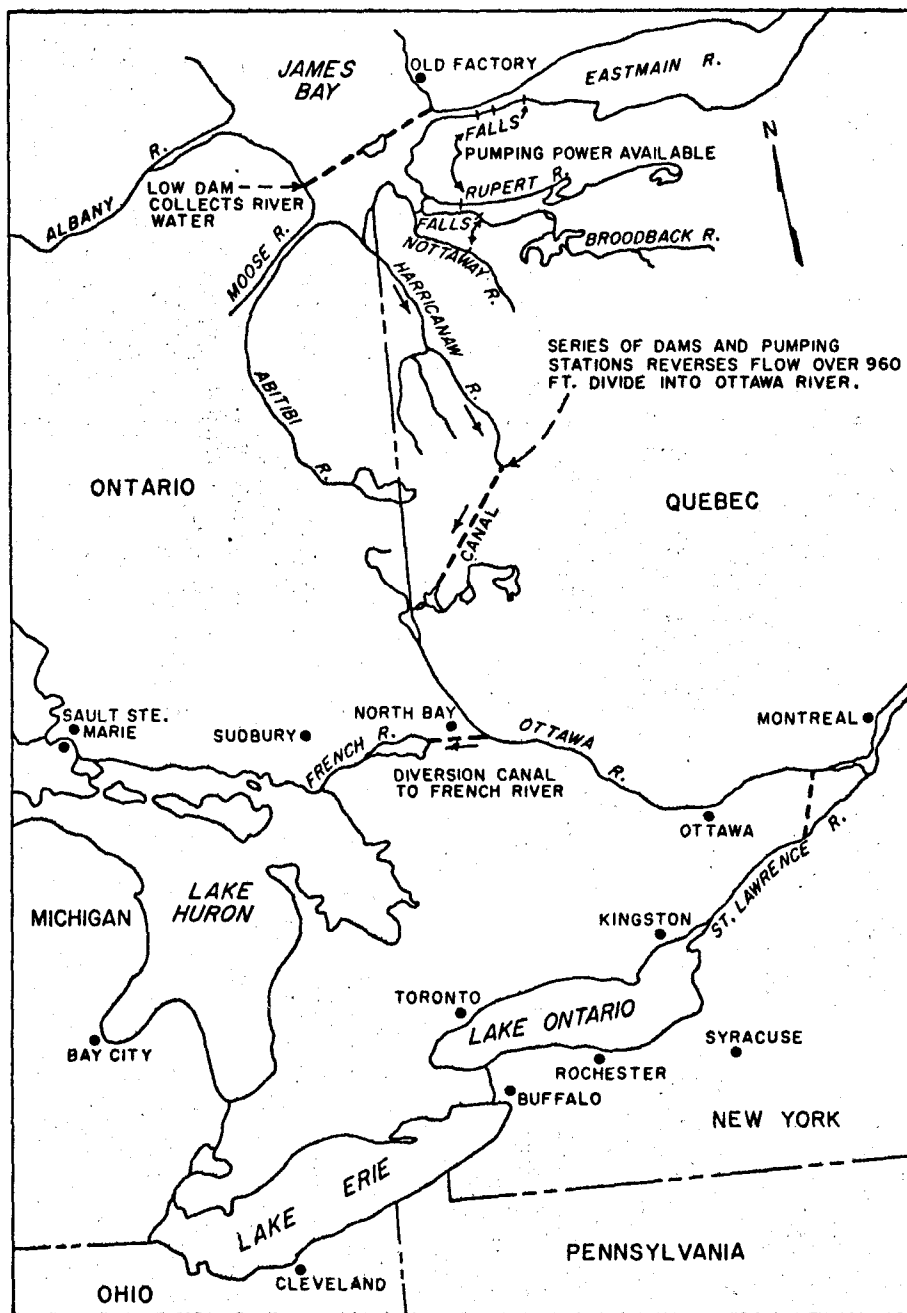 JAMES
BAY
OLD FACTORY
EASTMAIN R.
N
FALLS
PUMPING POWER AVAILABLE
ALBANY R.
LOW DAM
COLLECTS RIVER
WATER
RUPERT R.
FALLS
BROODBACK R.
NOTTAWAY R.
MOOSE R.
HARRICANAW R.
SERIES OF DAMS AND PUMPING
STATIONS REVERSES FLOW OVER 960
FT. DIVIDE INTO OTTAWA RIVER.
ABITIBI R.
ONTARIO
QUEBEC
CANAL
SAULT STE.
MARIE
SUDBURY
NORTH BAY
FRENCH R.
OTTAWA R.
MONTREAL
DIVERSION CANAL
TO FRENCH RIVER
OTTAWA
ST. LAWRENCE R.
LAKE
HURON
MICHIGAN
KINGSTON
TORONTO
LAKE ONTARIO
BAY CITY
SYRACUSE
ROCHESTER
BUFFALO
NEW YORK
LAKE ERIE
PENNSYLVANIA
CLEVELAND
OHIO